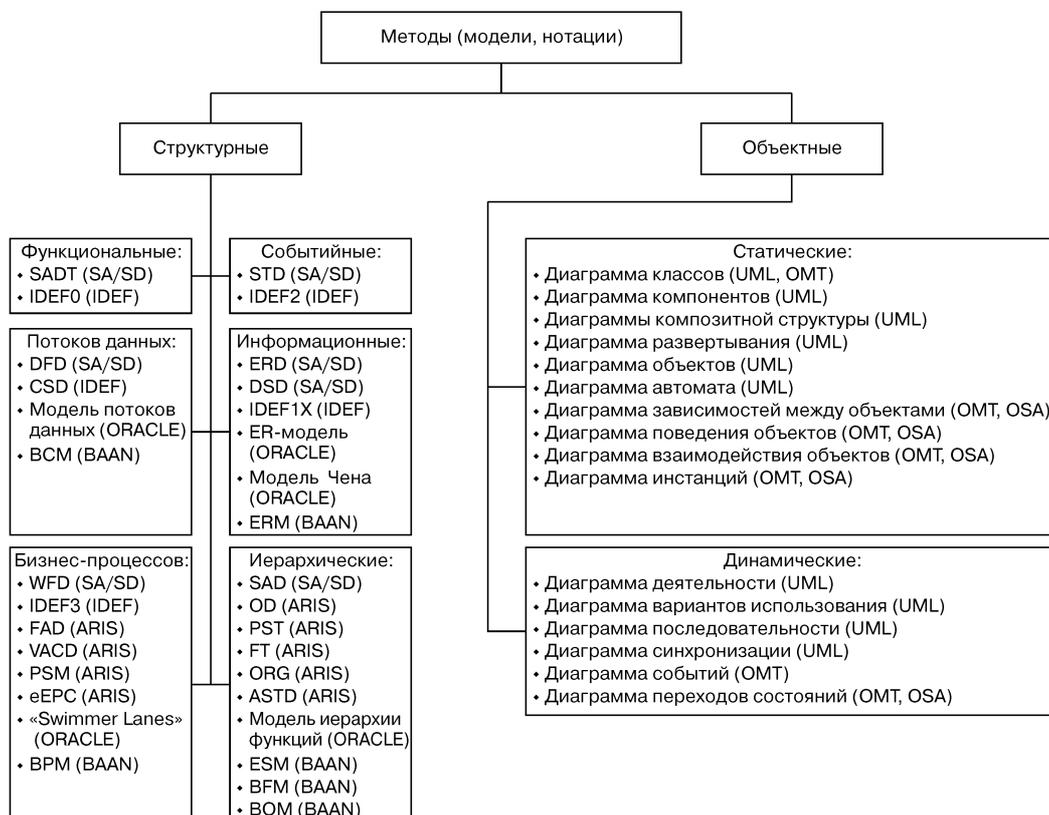 Методы (модели, нотации)
Структурные
Объектные
Функциональные:
• SADT (SA/SD)
• IDEF0 (IDEF)
Событийные:
• STD (SA/SD)
• IDEF2 (IDEF)
Потоков данных:
• DFD (SA/SD)
• CSD (IDEF)
• Модель потоков
данных (ORACLE)
• BCM (BAAN)
Информационные:
• ERD (SA/SD)
• DSD (SA/SD)
• IDEF1X (IDEF)
• ER-модель
(ORACLE)
• Модель Чена
(ORACLE)
• ERM (BAAN)
Бизнес-процессов:
• WFD (SA/SD)
• IDEF3 (IDEF)
• FAD (ARIS)
• VACD (ARIS)
• PSM (ARIS)
• eEPC (ARIS)
• «Swimmer Lanes»
(ORACLE)
• BPM (BAAN)
Иерархические:
• SAD (SA/SD)
• OD (ARIS)
• PST (ARIS)
• FT (ARIS)
• ORG (ARIS)
• ASTD (ARIS)
• Модель иерархии
функций (ORACLE)
• ESM (BAAN)
• BFM (BAAN)
• BOM (BAAN)
Статические:
• Диаграмма классов (UML, OMT)
• Диаграмма компонентов (UML)
• Диаграммы композитной структуры (UML)
• Диаграмма развертывания (UML)
• Диаграмма объектов (UML)
• Диаграмма автомата (UML)
• Диаграмма зависимостей между объектами (OMT, OSA)
• Диаграмма поведения объектов (OMT, OSA)
• Диаграмма взаимодействия объектов (OMT, OSA)
• Диаграмма инстанций (OMT, OSA)
Динамические:
• Диаграмма деятельности (UML)
• Диаграмма вариантов использования (UML)
• Диаграмма последовательности (UML)
• Диаграмма синхронизации (UML)
• Диаграмма событий (OMT)
• Диаграмма переходов состояний (OMT, OSA)